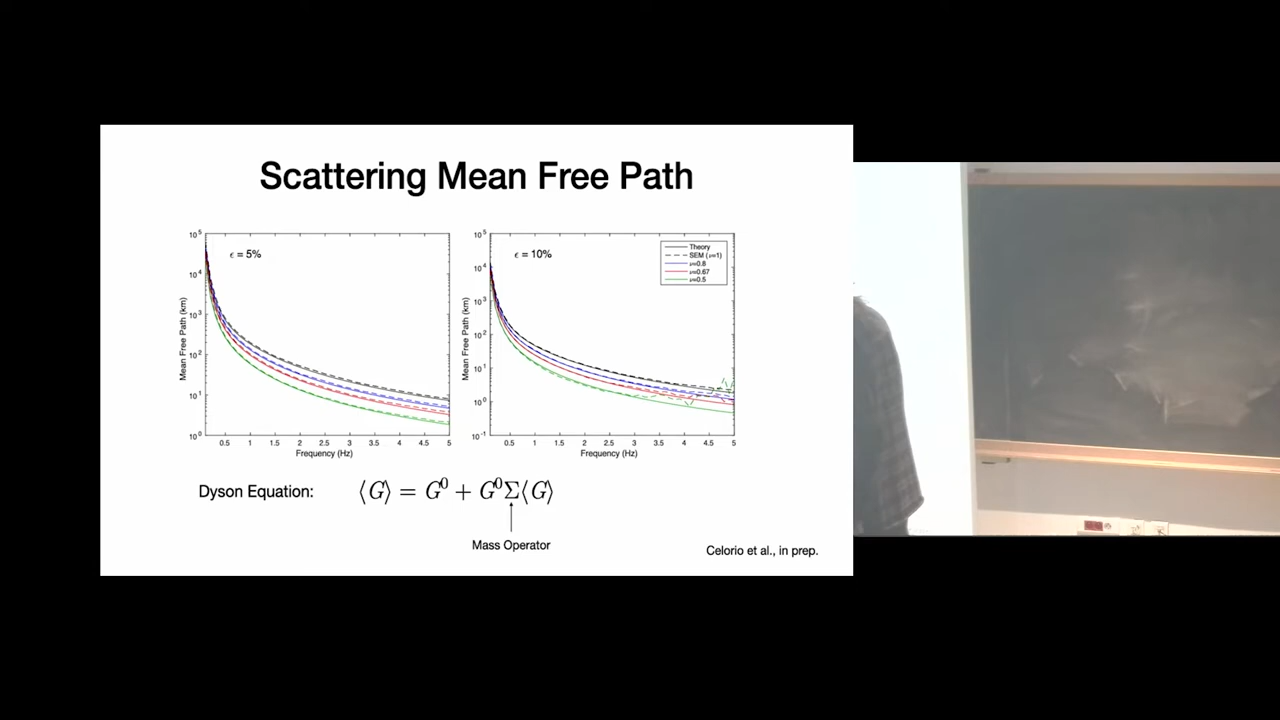 Scattering Mean Free Path
ϵ = 5%
10^5
10^4
10^3
10^2
10^1
10^0
Mean Free Path (km)
0.5 1 1.5 2 2.5 3 3.5 4 4.5 5
Frequency (Hz)
ϵ = 10%
10^5
10^4
10^3
10^2
10^1
10^0
10^-1
Mean Free Path (km)
0.5 1 1.5 2 2.5 3 3.5 4 4.5 5
Frequency (Hz)
Theory
SEM (ν=1)
ν=0.8
ν=0.67
ν=0.5
Dyson Equation: ⟨G⟩ = G^0 + G^0Σ⟨G⟩
Mass Operator
Celorio et al., in prep.